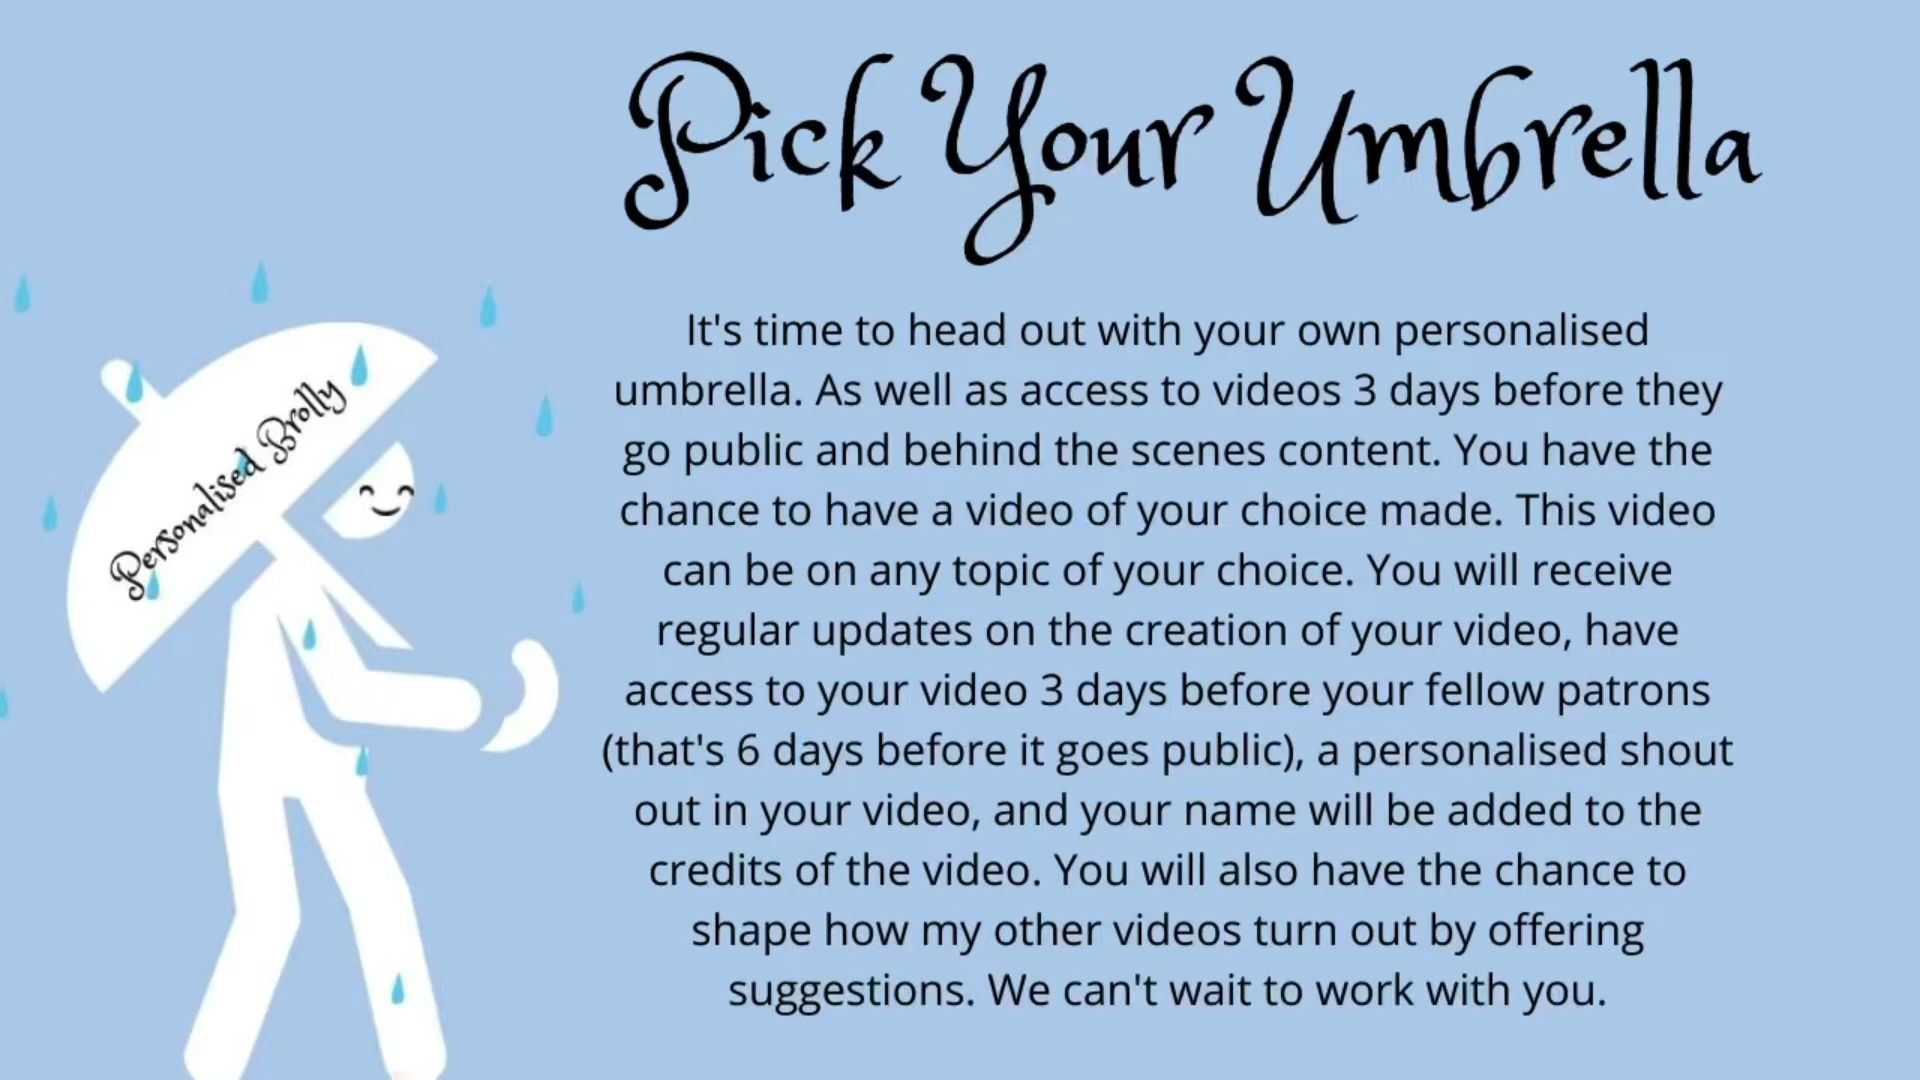 Pick Your Umbrella
Personalised Brolly
It's time to head out with your own personalised
umbrella. As well as access to videos 3 days before they
go public and behind the scenes content. You have the
chance to have a video of your choice made. This video
can be on any topic of your choice. You will receive
regular updates on the creation of your video, have
access to your video 3 days before your fellow patrons
(that's 6 days before it goes public), a personalised shout
out in your video, and your name will be added to the
credits of the video. You will also have the chance to
shape how my other videos turn out by offering
suggestions. We can't wait to work with you.